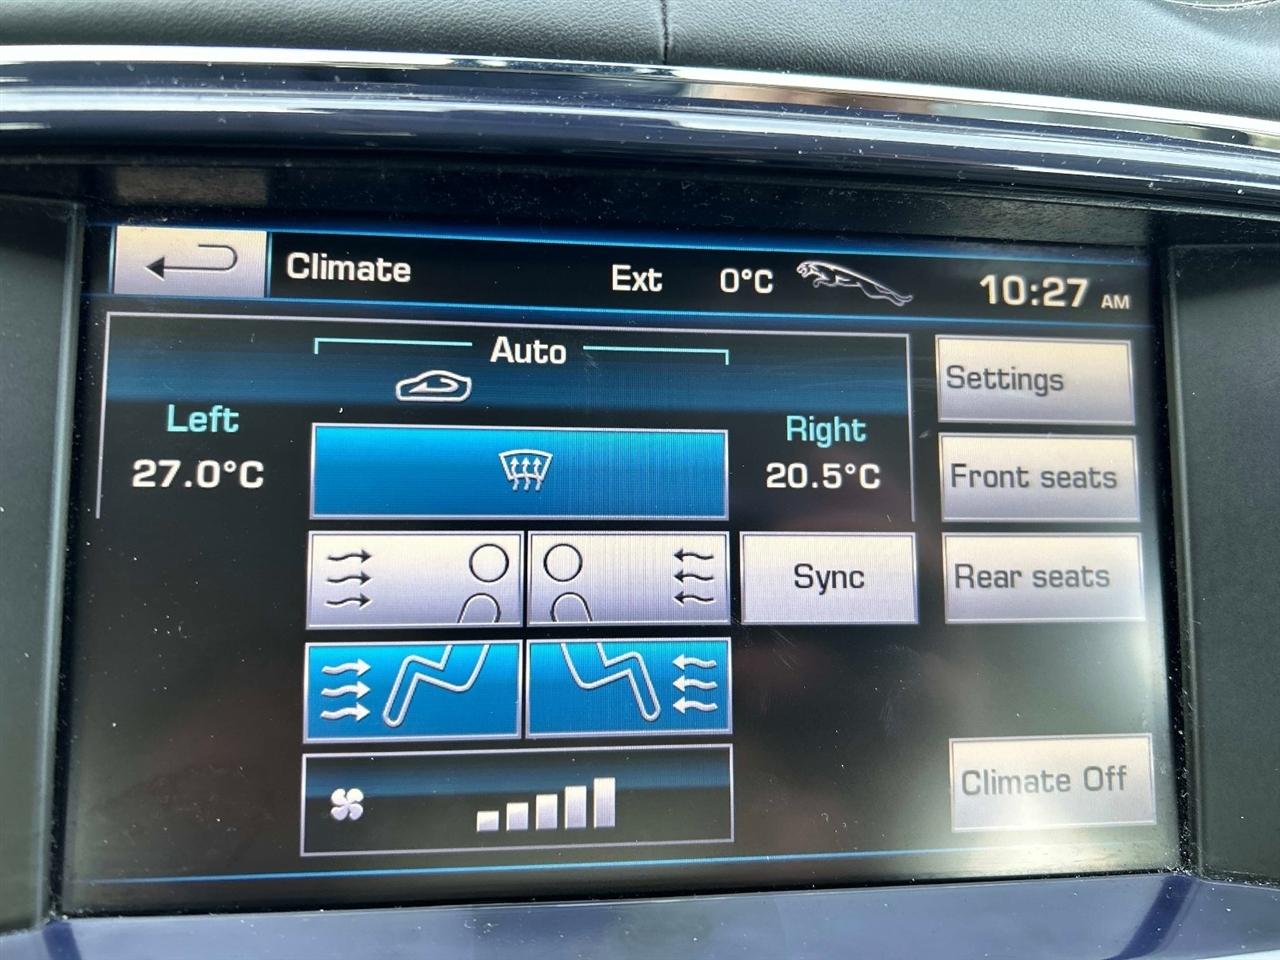 Climate Ext 0°C 10:27 AM
Auto
Left
27.0°C
Right
20.5°C
Sync
Settings
Front seats
Rear seats
Climate Off